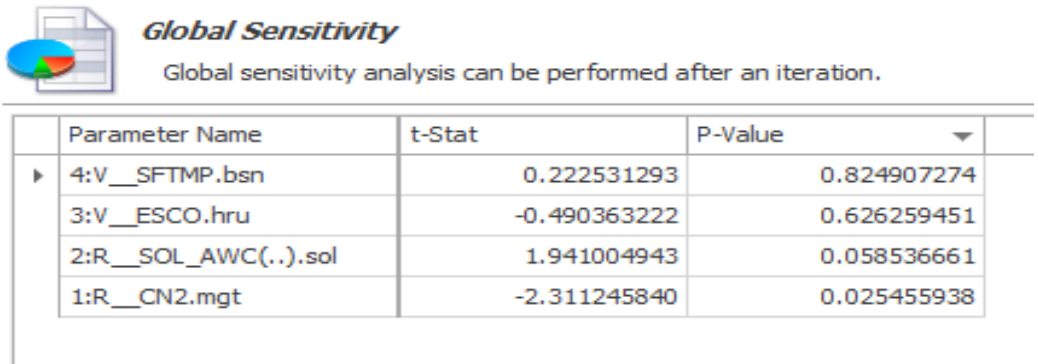 Global Sensitivity
Global sensitivity analysis can be performed after an iteration.
Parameter Name t-Stat P-Value
4:V__SFTMP.bsn 0.222531293 0.824907274
3:V__ESCO.hru -0.490363222 0.626259451
2:R__SOL_AWC(..).sol 1.941004943 0.058536661
1:R__CN2.mgt -2.311245840 0.025455938